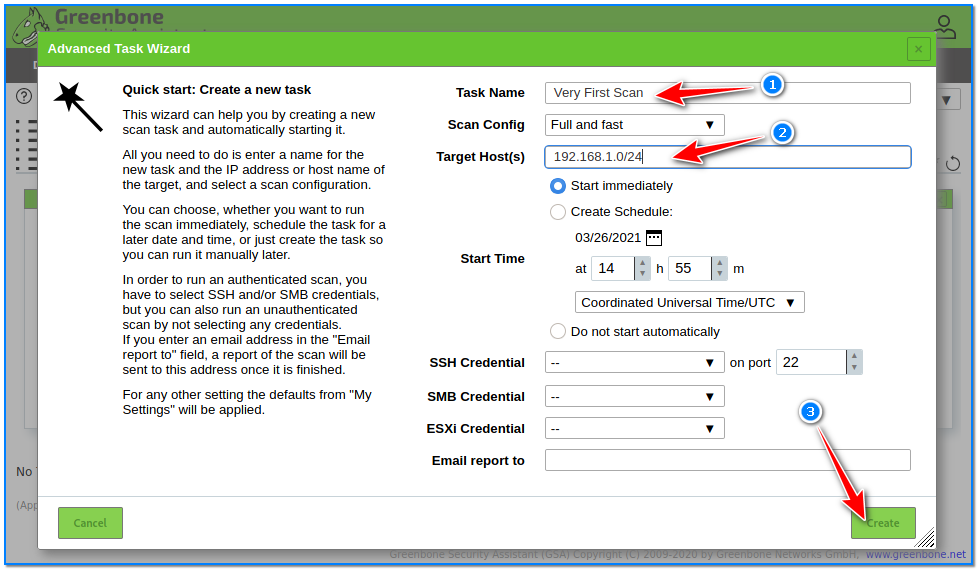 Greenbone
Advanced Task Wizard
×
Quick start: Create a new task
This wizard can help you by creating a new
scan task and automatically starting it.
All you need to do is enter a name for the
new task and the IP address or host name of
the target, and select a scan configuration.
You can choose, whether you want to run
the scan immediately, schedule the task for a
later date and time, or just create the task so
you can run it manually later.
In order to run an authenticated scan, you
have to select SSH and/or SMB credentials,
but you can also run an unauthenticated
scan by not selecting any credentials.
If you enter an email address in the "Email
report to" field, a report of the scan will be
sent to this address once it is finished.
For any other setting the defaults from "My
Settings" will be applied.
Task Name Very First Scan 1
Scan Config Full and fast 2
Target Host(s) 192.168.1.0/24
Start immediately
Create Schedule:
03/26/2021
Start Time
at 14 h 55 m
Coordinated Universal Time/UTC
Do not start automatically
SSH Credential -- on port 22
SMB Credential --
3
ESXi Credential --
Email report to
No
(App
Cancel Create
Greenbone Security Assistant (GSA) Copyright (C) 2009-2020 by Greenbone Networks GmbH, www.greenbone.net